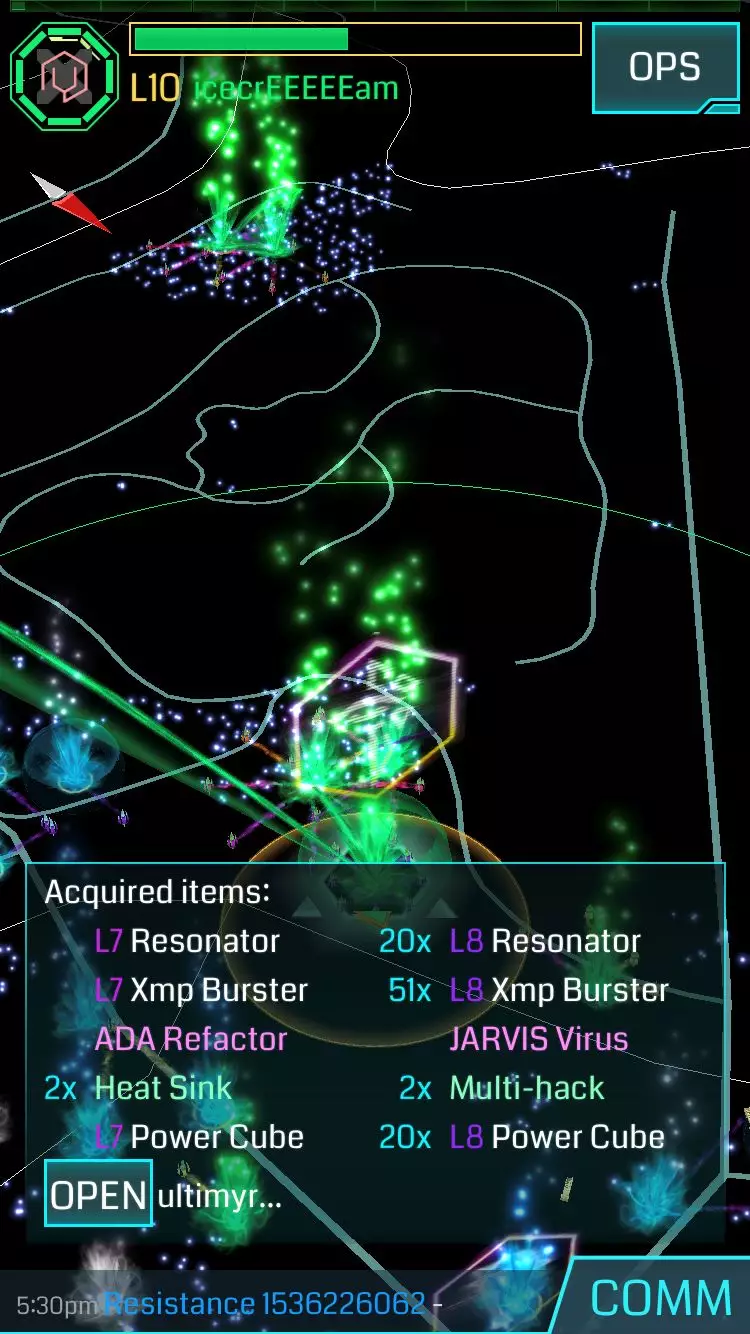 OPS
L10 icecrEEEEEam
Acquired items:
L7 Resonator 20x L8 Resonator
L7 Xmp Burster 51x L8 Xmp Burster
ADA Refactor JARVIS Virus
2x Heat Sink 2x Multi-hack
L7 Power Cube 20x L8 Power Cube
OPEN ultimyr...
5:30pm Resistance 1536226062 -
COMM